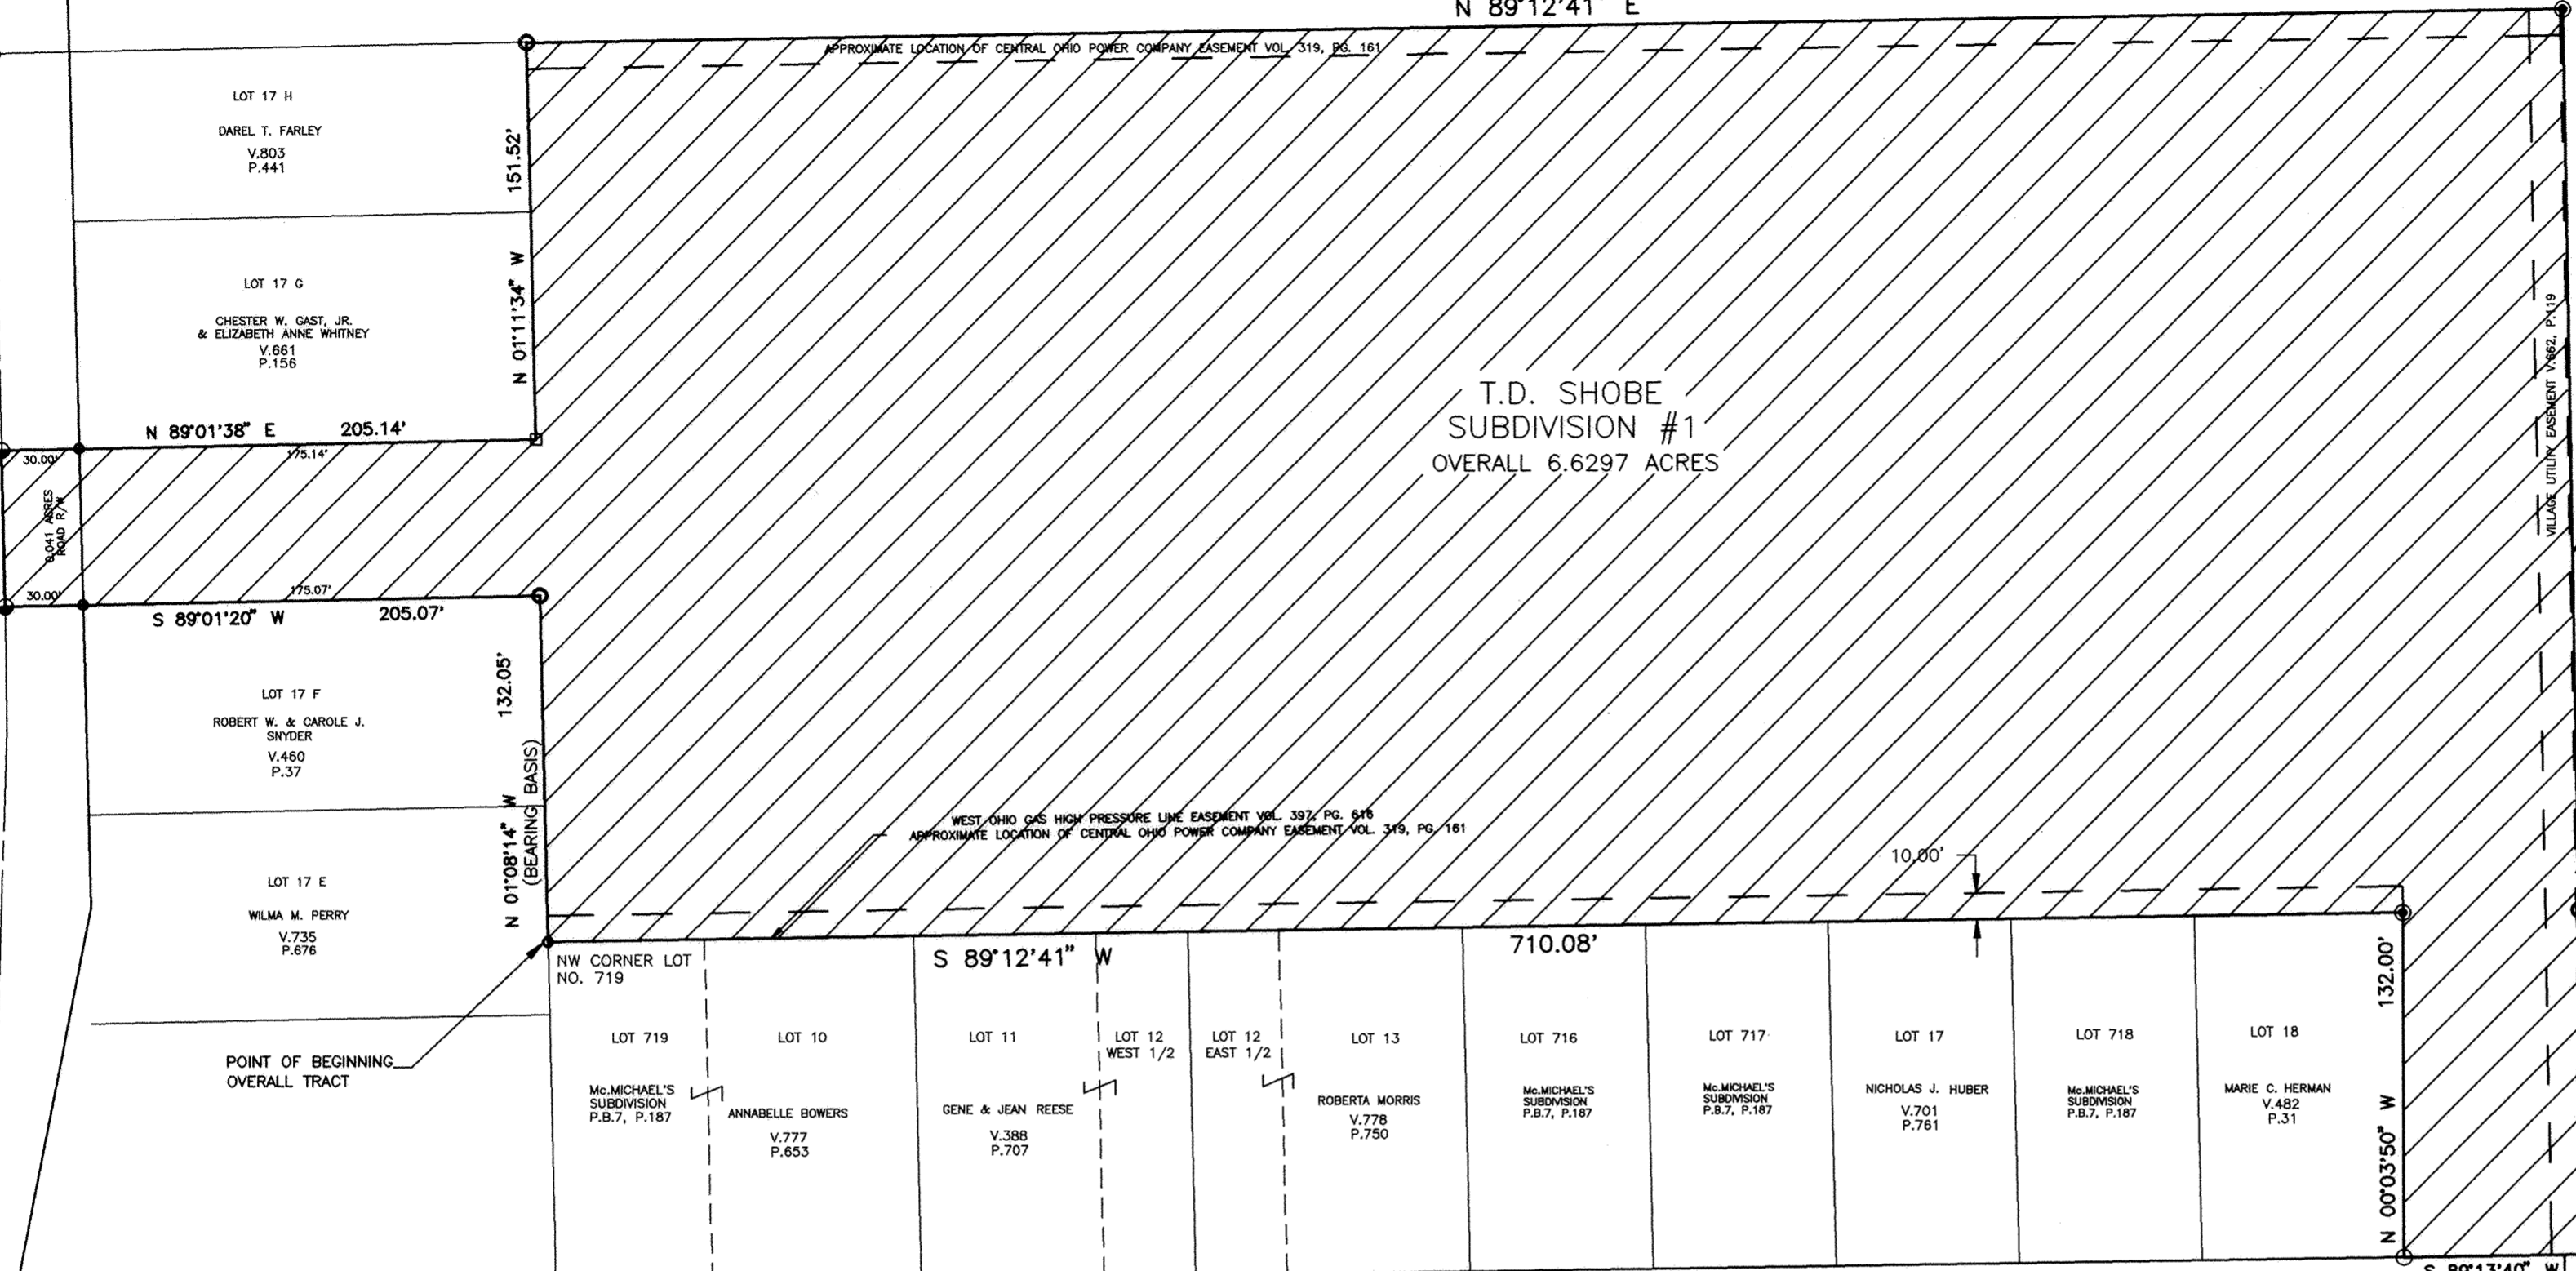 N 89°12'41" E
APPROXIMATE LOCATION OF CENTRAL OHIO POWER COMPANY EASEMENT VOL. 319, PG. 161
LOT 17 H
DAREL T. FARLEY
V.803
P.441
151.52'
N 01°11'34" W
LOT 17 G
CHESTER W. GAST, JR.
& ELIZABETH ANNE WHITNEY
V.661
P.156
N 89°01'38" E 205.14'
30.00'
175.14'
0.041 ACRES
ROAD R/W
30.00'
175.07'
S 89°01'20" W 205.07'
T.D. SHOBE
SUBDIVISION #1
OVERALL 6.6297 ACRES
VILLAGE UTILITY EASEMENT V.662, P.119
132.05'
N 01°08'14" W
(BEARING BASIS)
LOT 17 F
ROBERT W. & CAROLE J.
SNYDER
V.460
P.37
LOT 17 E
WILMA M. PERRY
V.735
P.676
WEST OHIO GAS HIGH PRESSURE LINE EASEMENT VOL. 397, PG. 616
APPROXIMATE LOCATION OF CENTRAL OHIO POWER COMPANY EASEMENT VOL. 319, PG. 161
10.00'
S 89°12'41" W
710.08'
NW CORNER LOT
NO. 719
POINT OF BEGINNING
OVERALL TRACT
LOT 719
Mc.MICHAEL'S
SUBDIVISION
P.B.7, P.187
LOT 10
ANNABELLE BOWERS
V.777
P.653
LOT 11
GENE & JEAN REESE
V.388
P.707
LOT 12
WEST 1/2
LOT 12
EAST 1/2
LOT 13
ROBERTA MORRIS
V.778
P.750
LOT 716
Mc.MICHAEL'S
SUBDIVISION
P.B.7, P.187
LOT 717
Mc.MICHAEL'S
SUBDIVISION
P.B.7, P.187
LOT 17
NICHOLAS J. HUBER
V.701
P.761
LOT 718
Mc.MICHAEL'S
SUBDIVISION
P.B.7, P.187
LOT 18
MARIE C. HERMAN
V.482
P.31
132.00'
N 00°03'50" W
S 89°13'40" W